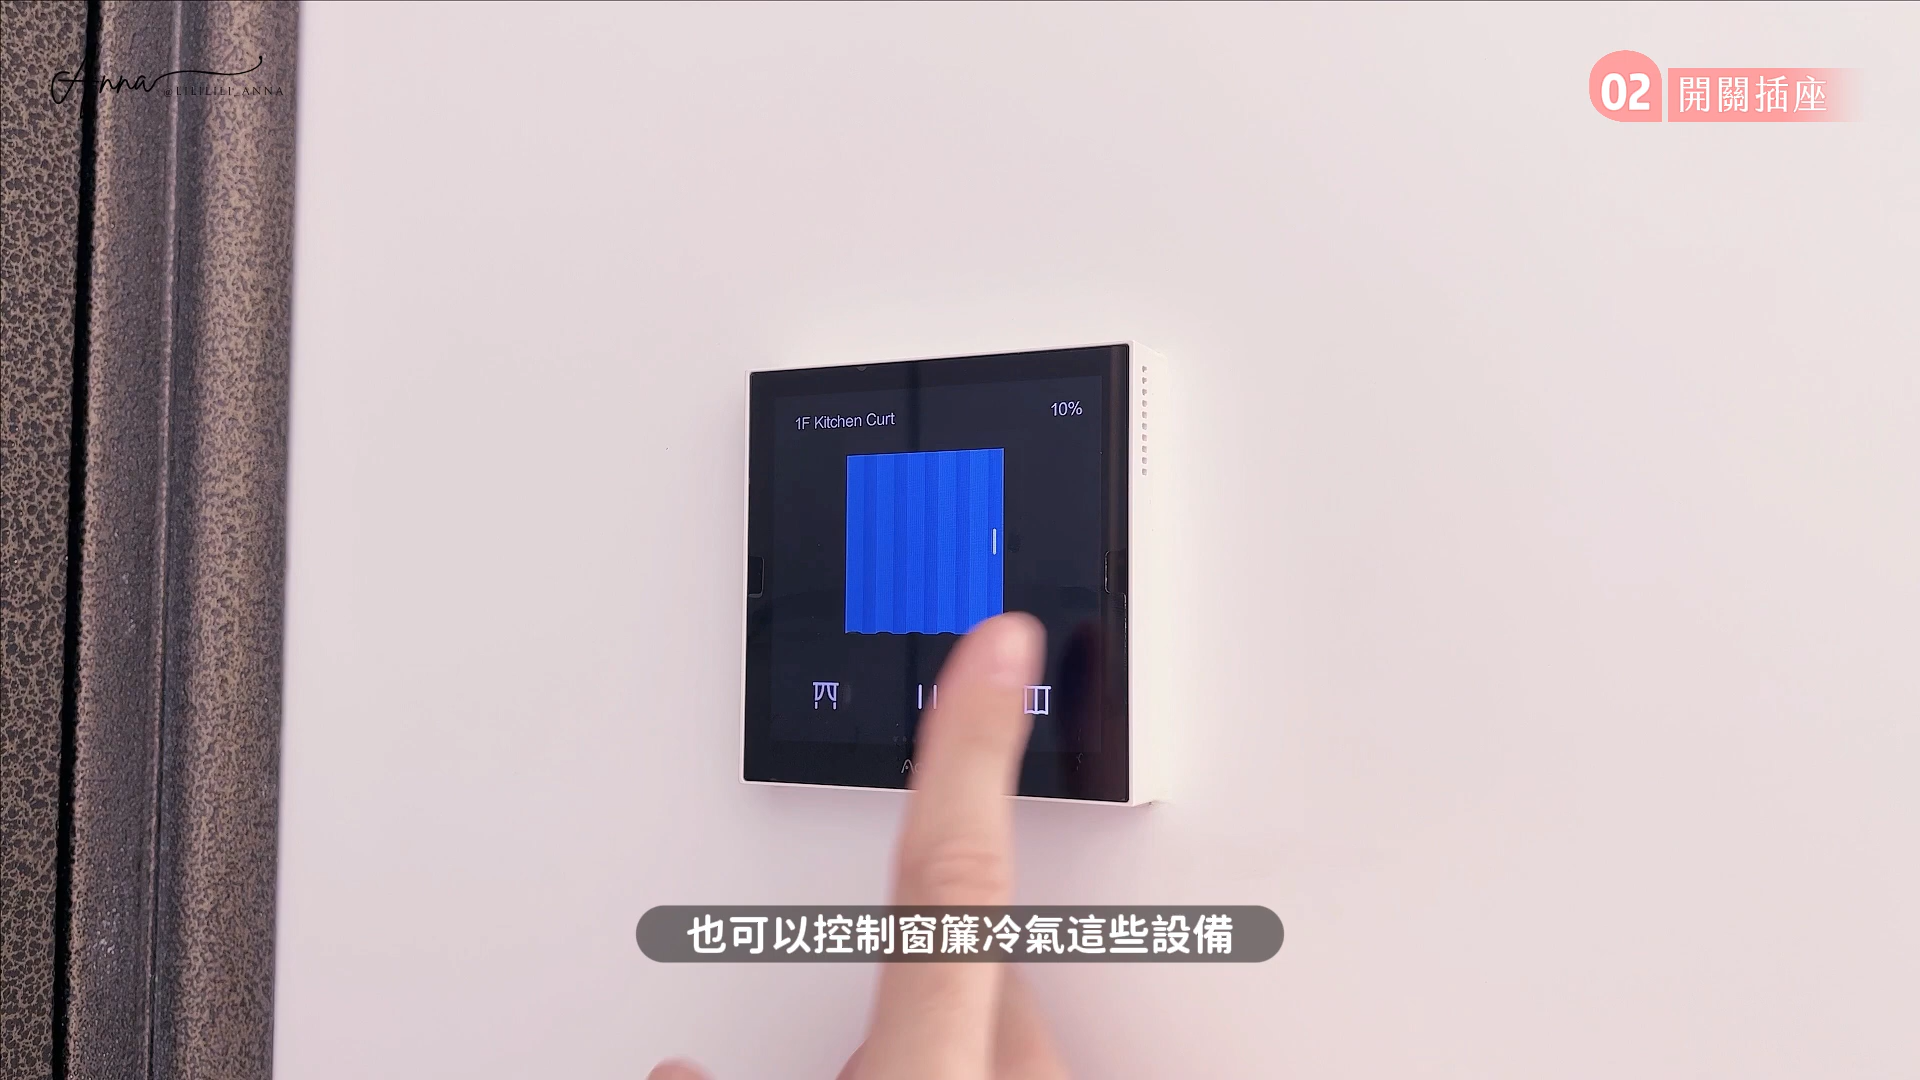 Anna
@LILILILI_ANNA
02 開關插座
1F Kitchen Curt
10%
也可以控制窗簾冷氣這些設備